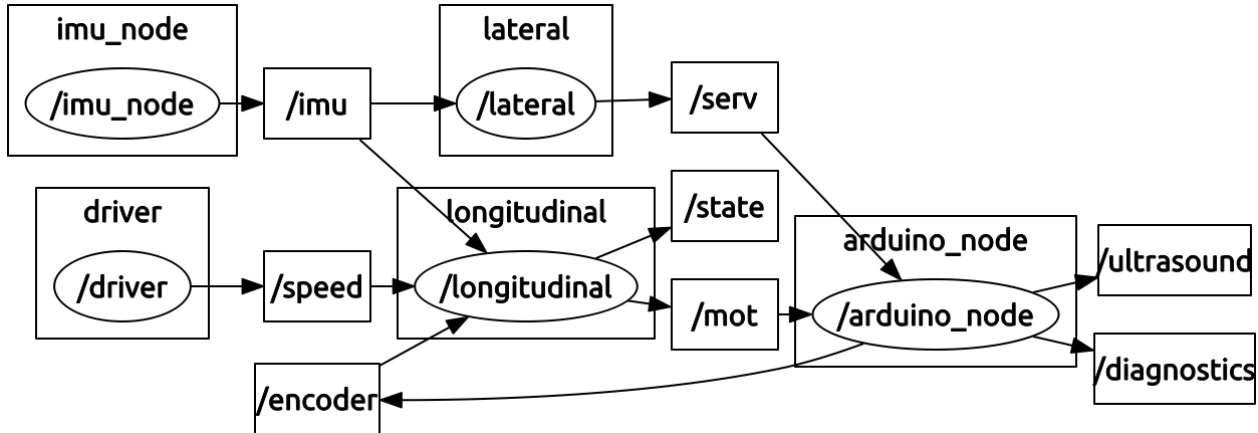 imu_node
/imu_node
/imu
lateral
/lateral
/serv
driver
/driver
/speed
longitudinal
/longitudinal
/state
/mot
arduino_node
/arduino_node
/ultrasound
/diagnostics
/encoder